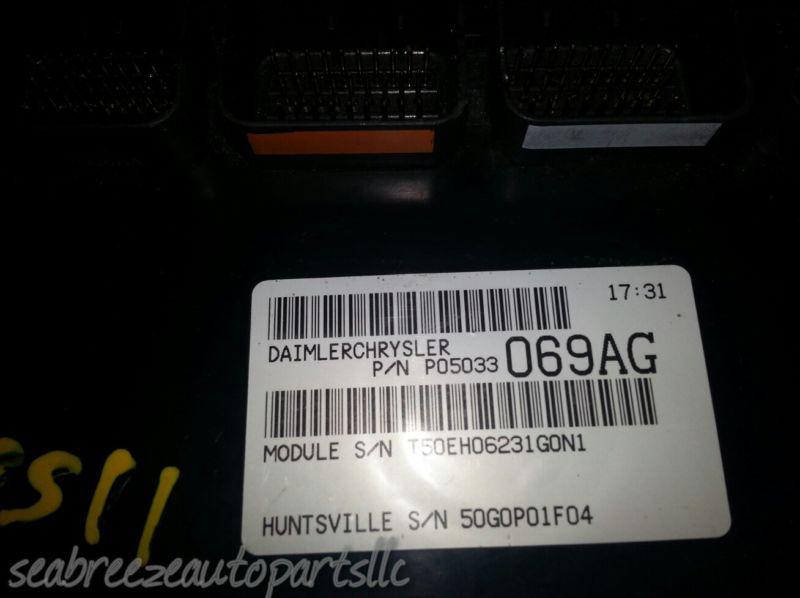 17:31
DAIMLERCHRYSLER
P/N P05033 069AG
MODULE S/N T50EH06231G0N1
HUNTSVILLE S/N 50G0P01F04
seabreezeautopartsllc